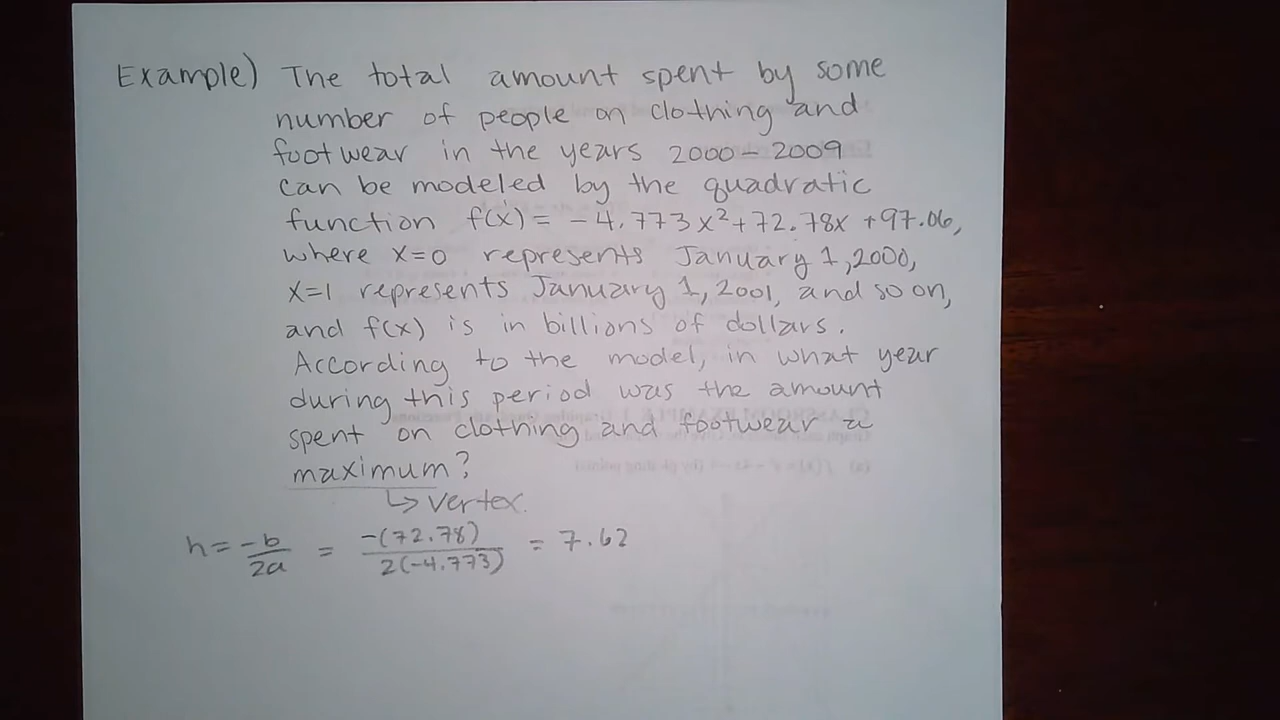 Example) The total amount spent by some
number of people on clothing and
footwear in the years 2000-2009
can be modeled by the quadratic
function f(x) = -4.773x²+72.78x +97.06,
where x=0 represents January 1, 2000,
x=1 represents January 1, 2001, and so on,
and f(x) is in billions of dollars.
According to the model, in what year
during this period was the amount
spent on clothing and footwear a
maximum?
↳ vertex.
h = -b/2a = -(72.78)/2(-4.773) = 7.62